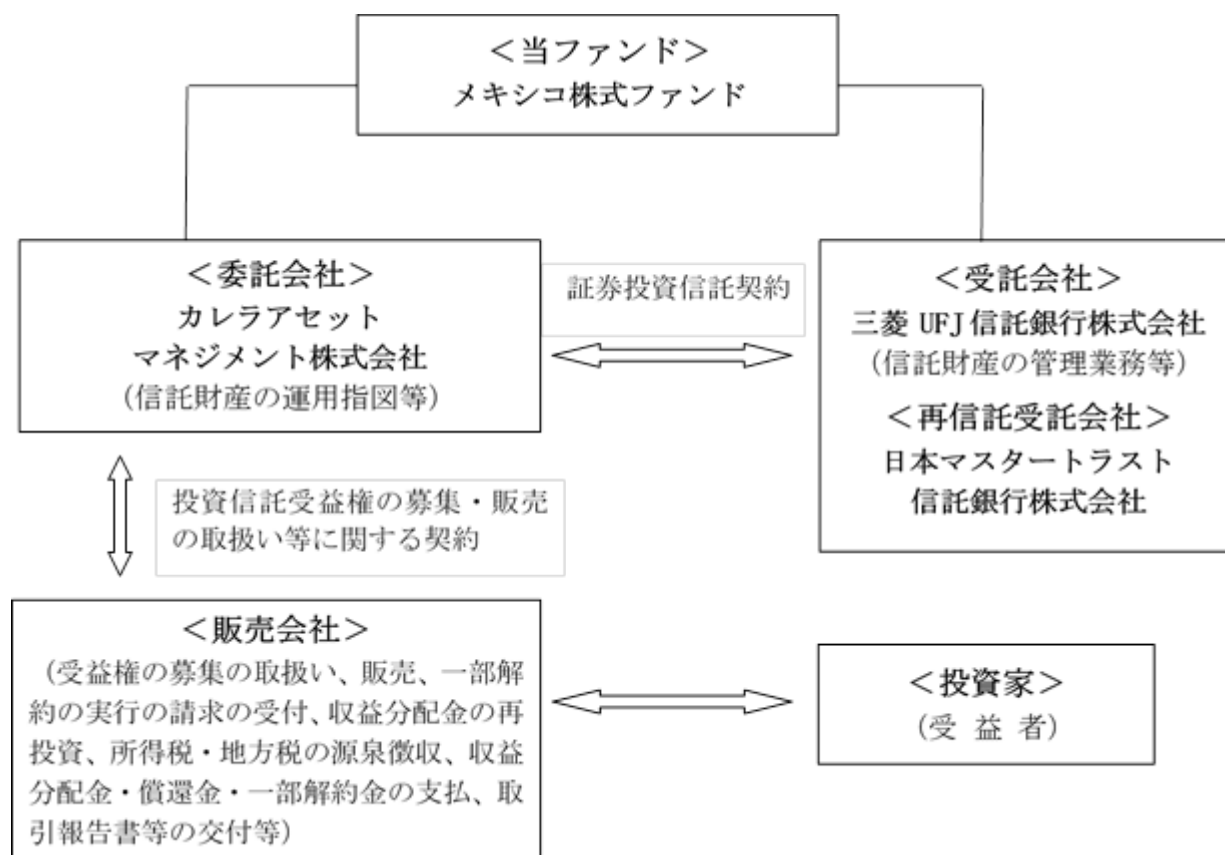 ＜当ファンド＞
メキシコ株式ファンド
＜委託会社＞
カレラアセット
マネジメント株式会社
（信託財産の運用指図等）
証券投資信託契約
＜受託会社＞
三菱 UFJ 信託銀行株式会社
（信託財産の管理業務等）
＜再信託受託会社＞
日本マスタートラスト
信託銀行株式会社
投資信託受益権の募集・販売
の取扱い等に関する契約
＜販売会社＞
（受益権の募集の取扱い、販売、一部解
約の実行の請求の受付、収益分配金の再
投資、所得税・地方税の源泉徴収、収益
分配金・償還金・一部解約金の支払、取
引報告書等の交付等）
＜投資家＞
（受 益 者）